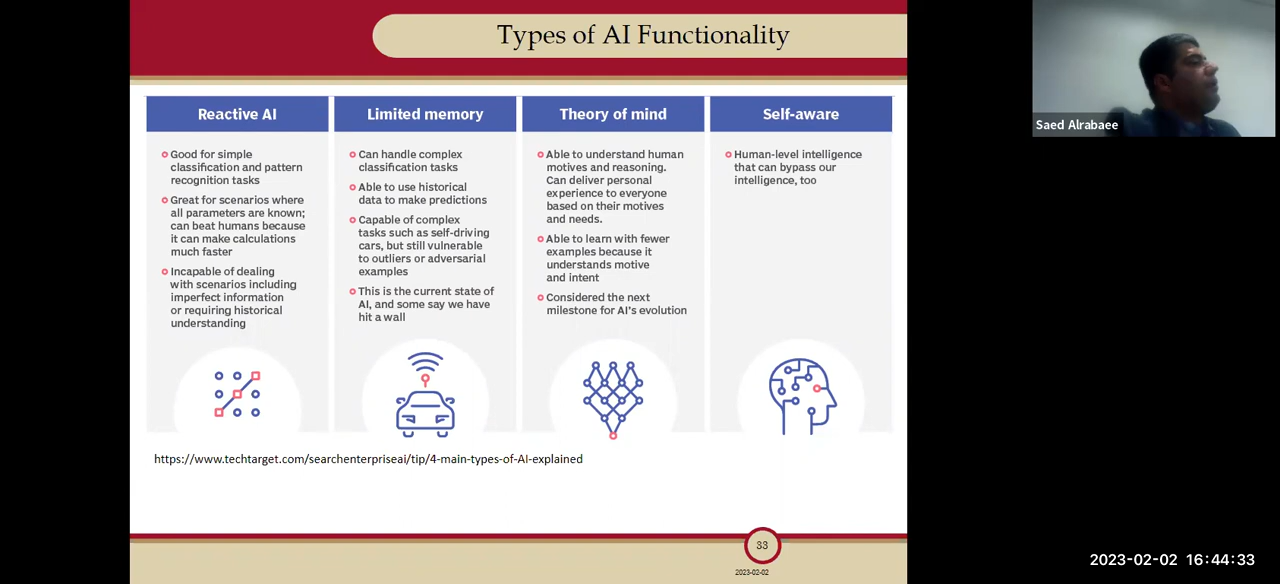 Types of AI Functionality
Saed Alrabaee
Reactive AI
Good for simple
classification and pattern
recognition tasks
Great for scenarios where
all parameters are known;
can beat humans because
it can make calculations
much faster
Incapable of dealing
with scenarios including
imperfect information
or requiring historical
understanding
Limited memory
Can handle complex
classification tasks
Able to use historical
data to make predictions
Capable of complex
tasks such as self-driving
cars, but still vulnerable
to outliers or adversarial
examples
This is the current state of
AI, and some say we have
hit a wall
Theory of mind
Able to understand human
motives and reasoning.
Can deliver personal
experience to everyone
based on their motives
and needs.
Able to learn with fewer
examples because it
understands motive
and intent
Considered the next
milestone for AI's evolution
Self-aware
Human-level intelligence
that can bypass our
intelligence, too
https://www.techtarget.com/searchenterpriseai/tip/4-main-types-of-AI-explained
33
2023-02-02
2023-02-02 16:44:33